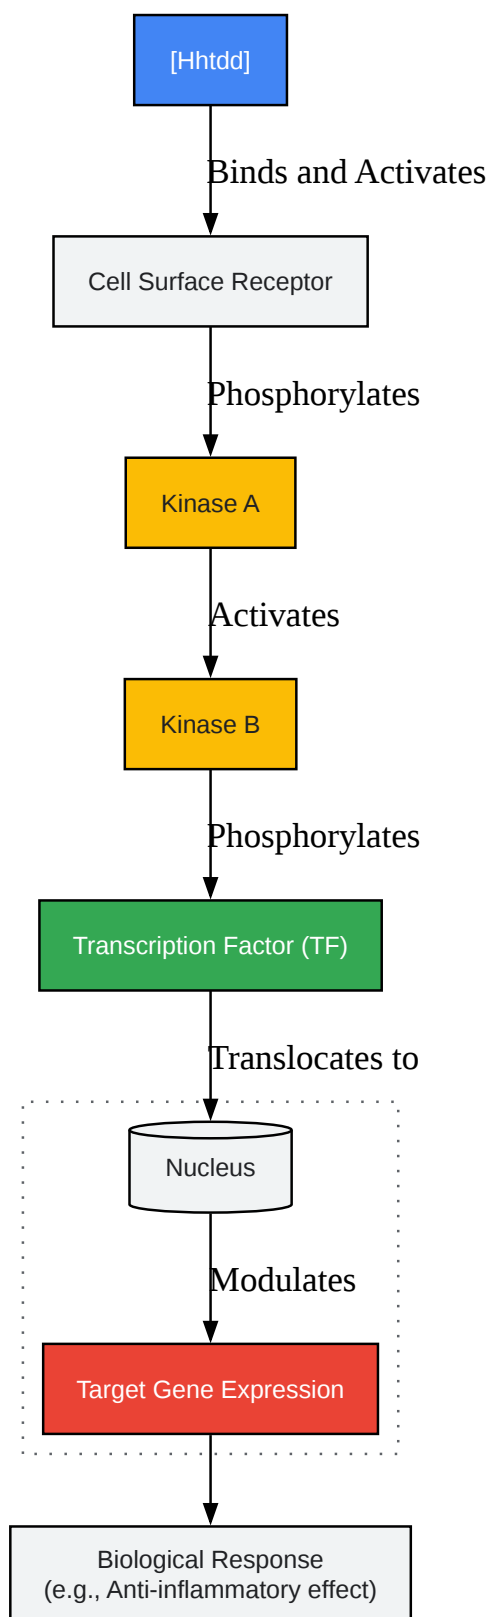 [Hhtdd]
Binds and Activates
Cell Surface Receptor
Phosphorylates
Kinase A
Activates
Kinase B
Phosphorylates
Transcription Factor (TF)
Translocates to
Nucleus
Modulates
Target Gene Expression
Biological Response
(e.g., Anti-inflammatory effect)